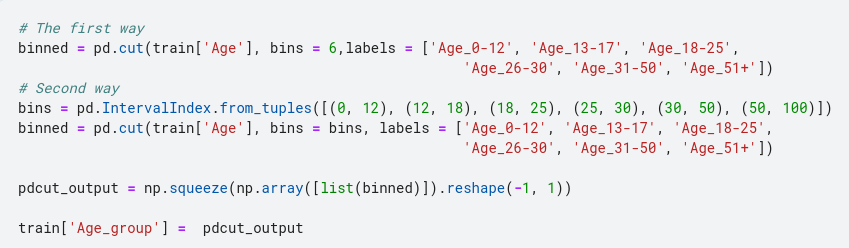 # The first way
binned = pd.cut(train['Age'], bins = 6,labels = ['Age_0-12', 'Age_13-17', 'Age_18-25',
'Age_26-30', 'Age_31-50', 'Age_51+'])
# Second way
bins = pd.IntervalIndex.from_tuples([(0, 12), (12, 18), (18, 25), (25, 30), (30, 50), (50, 100)])
binned = pd.cut(train['Age'], bins = bins, labels = ['Age_0-12', 'Age_13-17', 'Age_18-25',
'Age_26-30', 'Age_31-50', 'Age_51+'])
pdcut_output = np.squeeze(np.array([list(binned)]).reshape(-1, 1))
train['Age_group'] =  pdcut_output